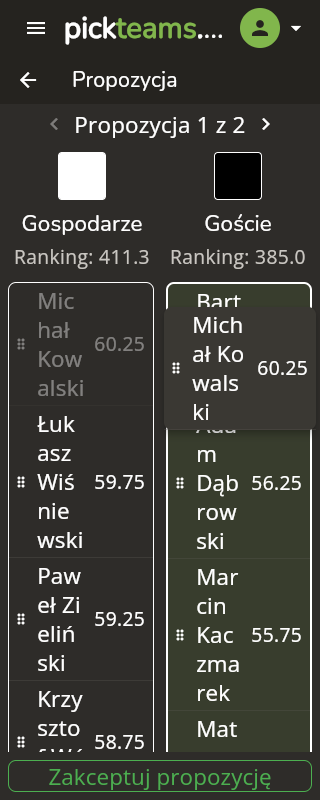 pickteams....
Propozycja
Propozycja 1 z 2
Gospodarze
Goście
Ranking: 411.3
Ranking: 385.0
Mic
hał
Kow
alski
60.25
Łuk
asz
Wiś
nie
wski
59.75
Paw
eł Zi
eliń
ski
59.25
Krzy
szto
58.75
Bart
Mich
ał Ko
wals
ki
60.25
m
Dąb
row
ski
56.25
Mar
cin
Kac
zma
rek
55.75
Mat
Zakceptuj propozycję